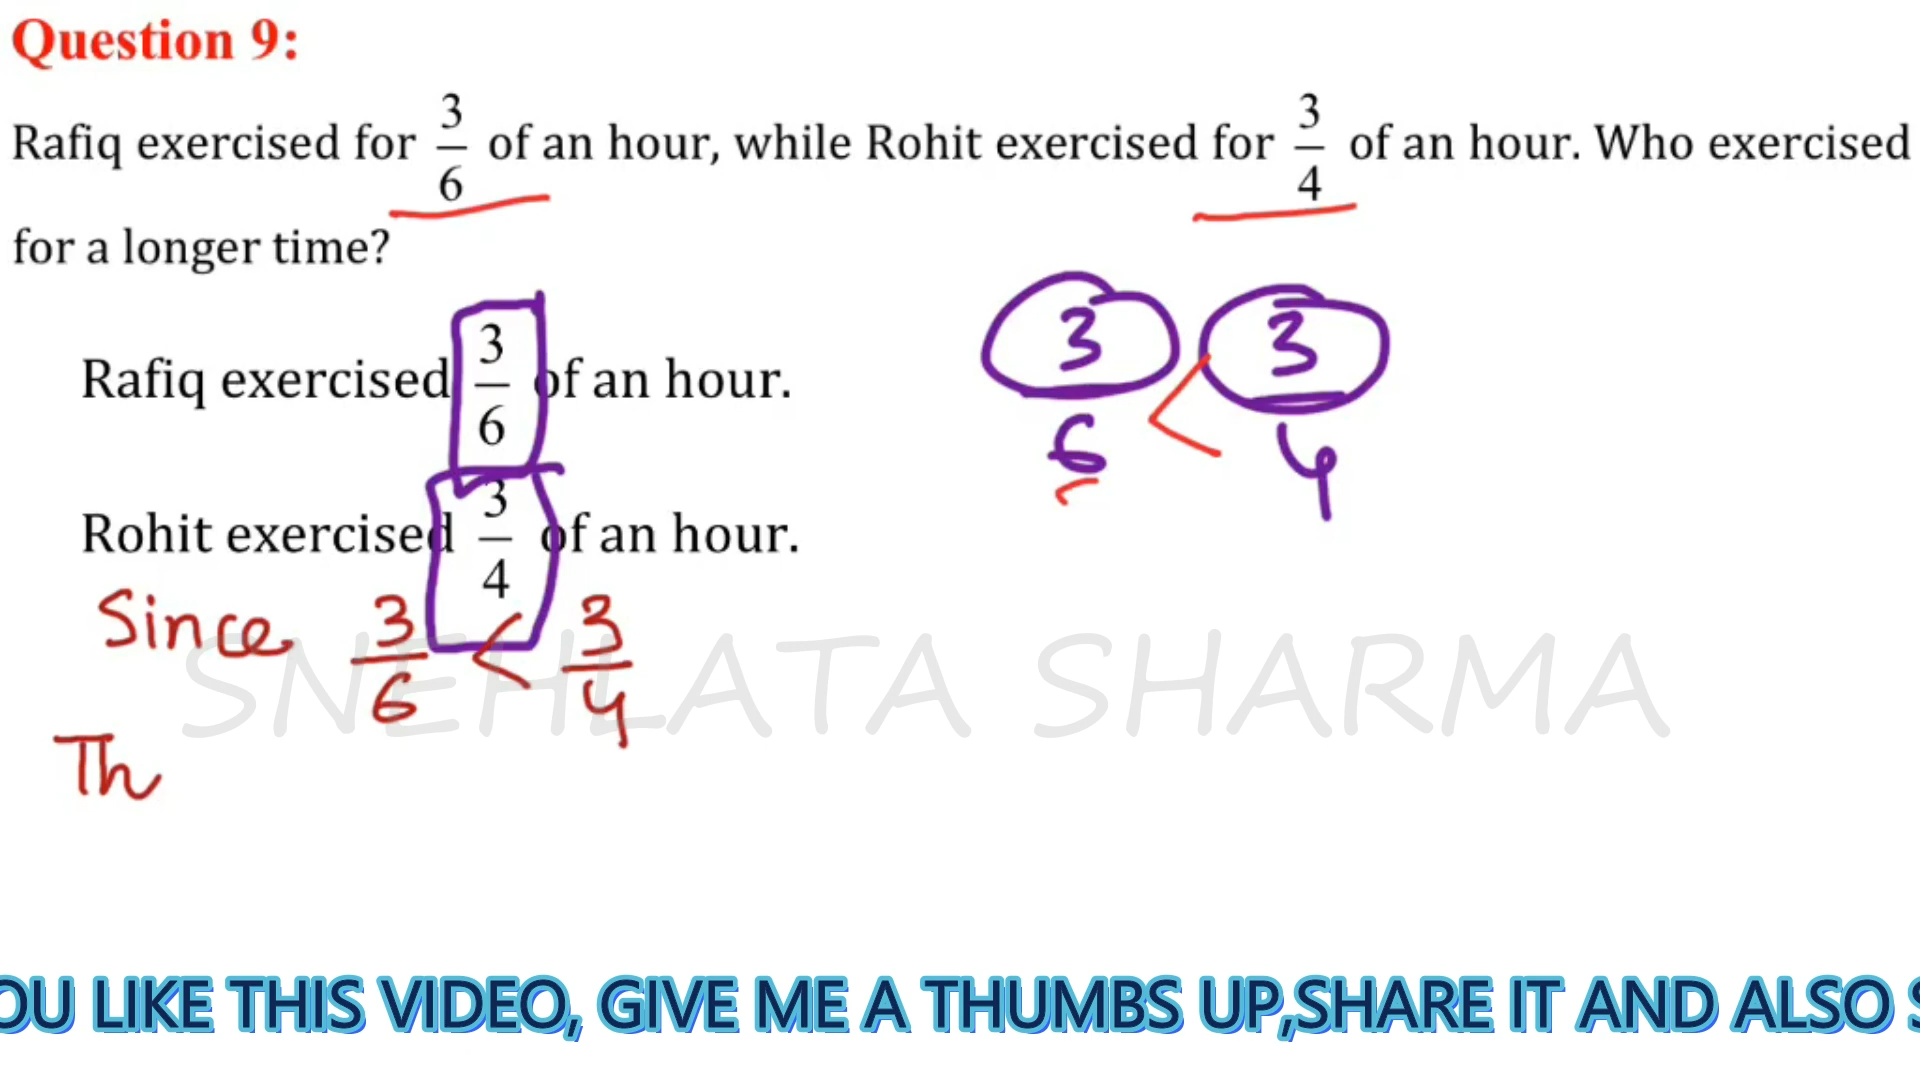 Question 9:
Rafiq exercised for 3/6 of an hour, while Rohit exercised for 3/4 of an hour. Who exercised
for a longer time?
Rafiq exercised 3/6 of an hour.
3/6 < 3/4
Rohit exercised 3/4 of an hour.
Since 3/6 < 3/4
SNEHLATA SHARMA
Th
OU LIKE THIS VIDEO, GIVE ME A THUMBS UP,SHARE IT AND ALSO S